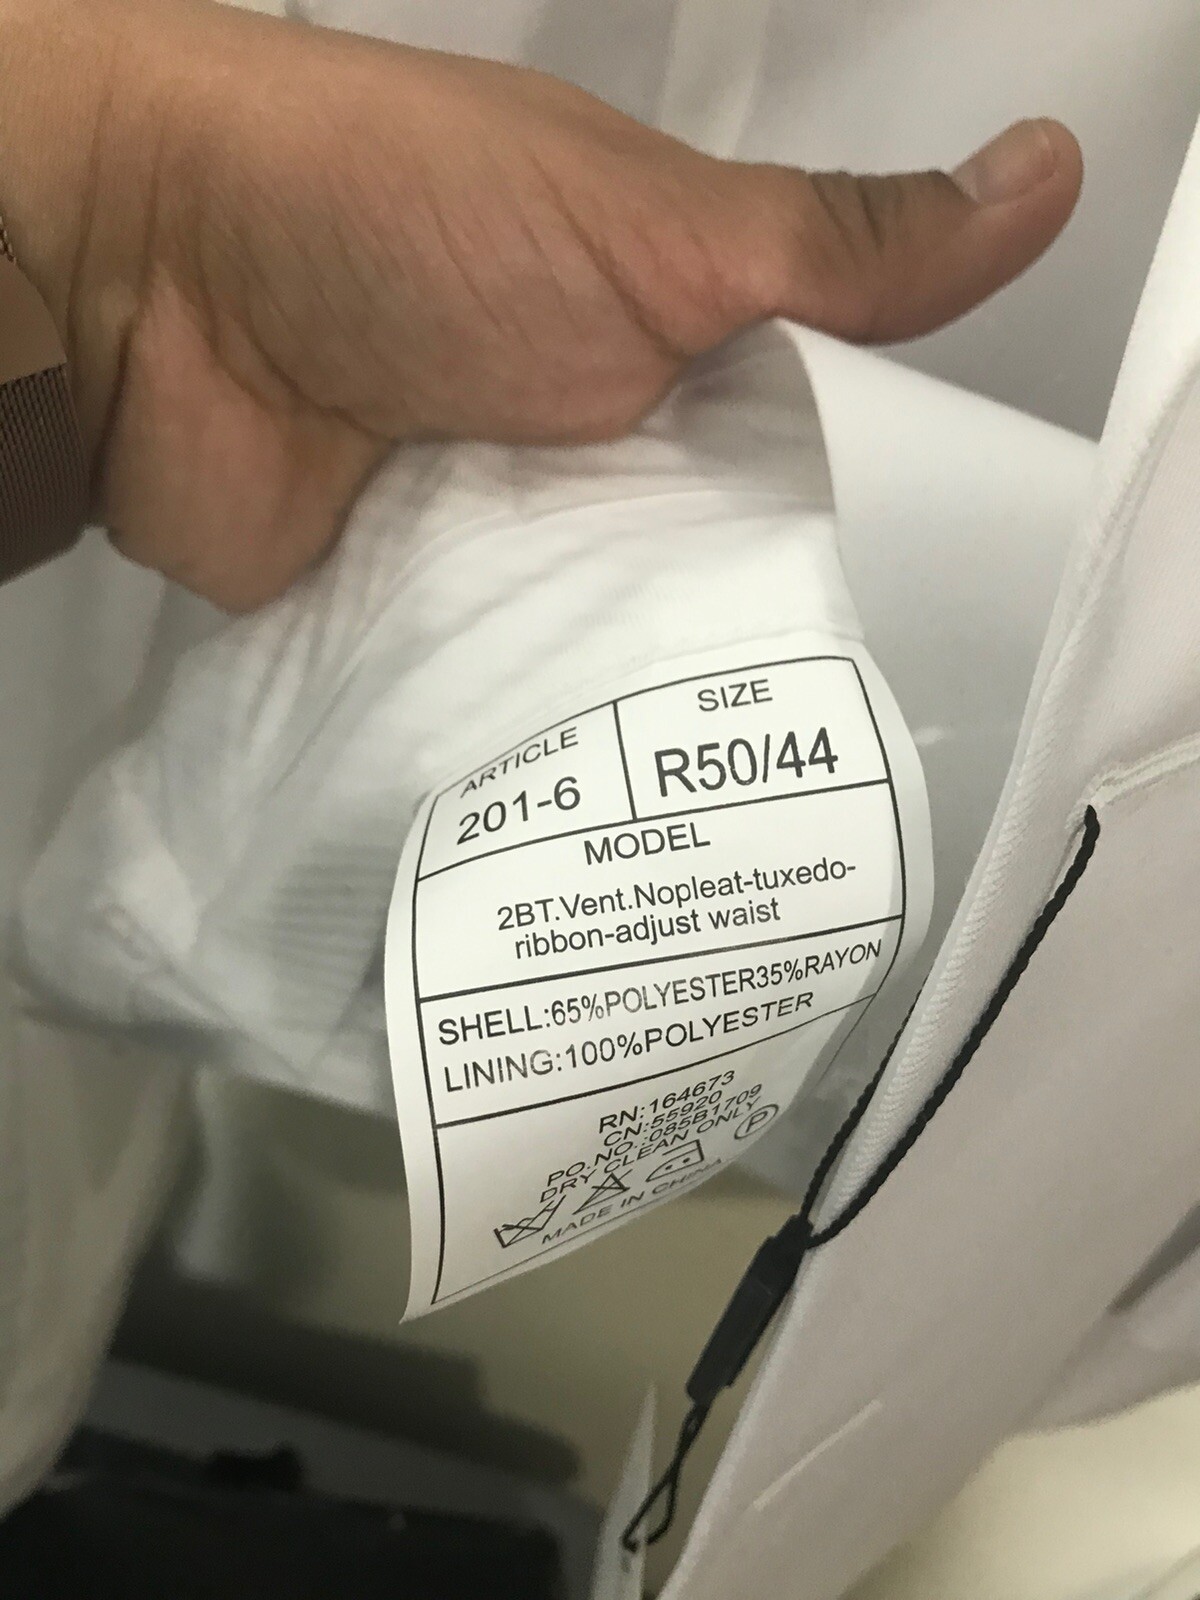 ARTICLE
201-6
SIZE
R50/44
MODEL
2BT.Vent.Nopleat-tuxedo-
ribbon-adjust waist
SHELL:65%POLYESTER35%RAYON
LINING:100%POLYESTER
RN:164673
CN:55920
PO.NO.:085B1709
DRY CLEAN ONLY
P
MADE IN CHINA